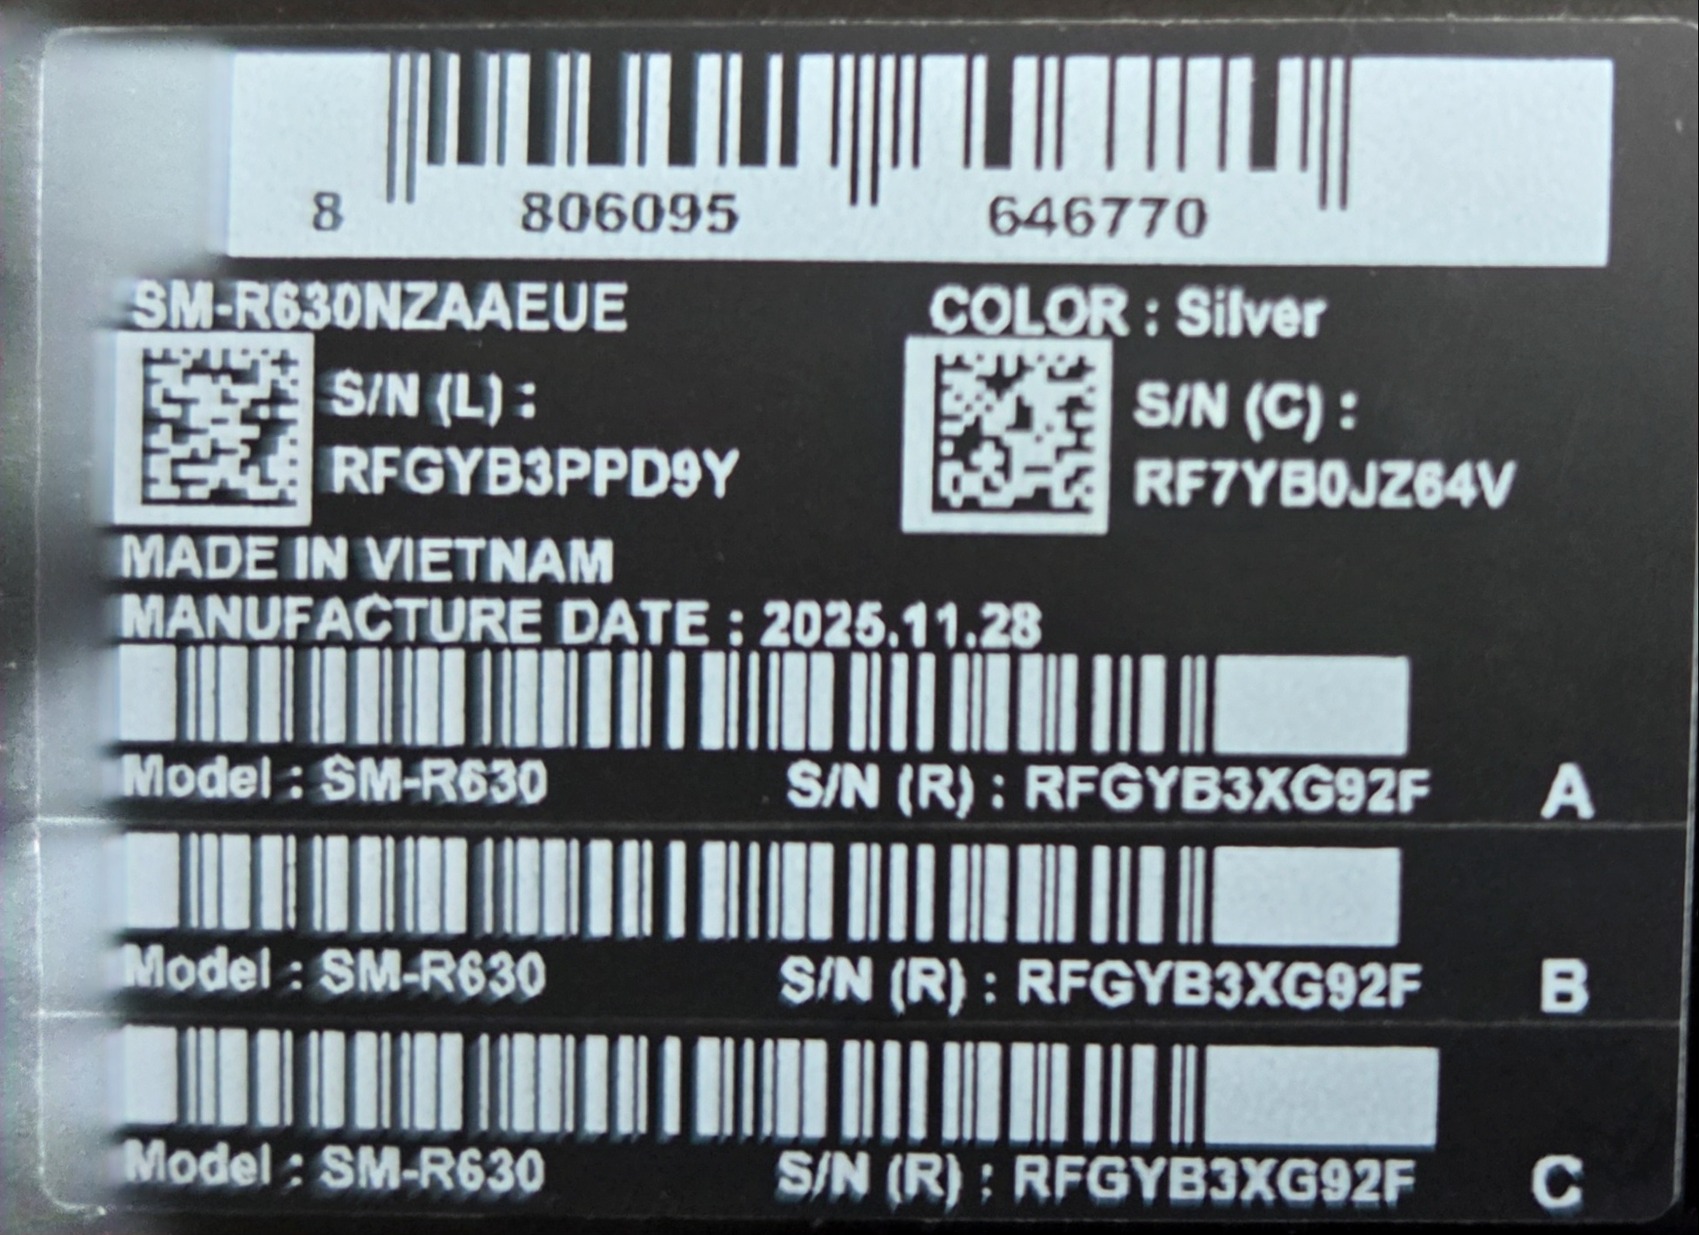 8 806095 646770
SM-R630NZAAEUE COLOR : Silver
S/N (L) :
RFGYB3PPD9Y
S/N (C) :
RF7YB0JZ64V
MADE IN VIETNAM
MANUFACTURE DATE : 2025.11.28
Model : SM-R630 S/N (R) : RFGYB3XG92F A
Model : SM-R630 S/N (R) : RFGYB3XG92F B
Model : SM-R630 S/N (R) : RFGYB3XG92F C